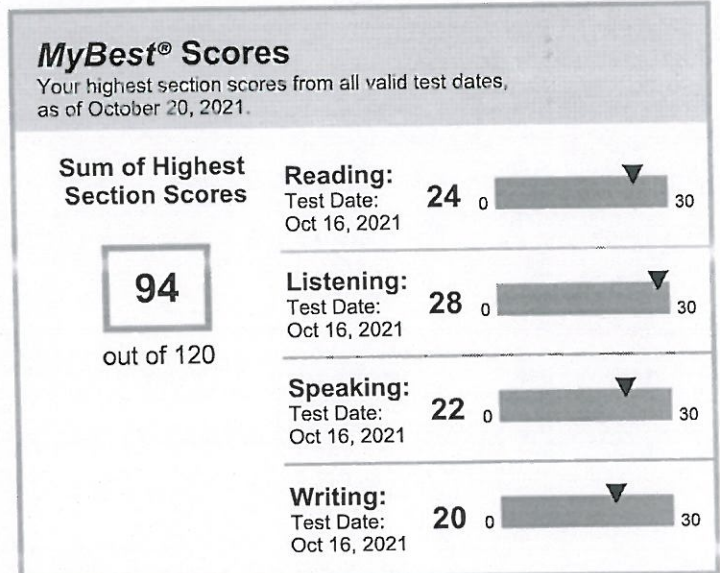 MyBest® Scores
Your highest section scores from all valid test dates,
as of October 20, 2021.
Sum of Highest
Section Scores
94
out of 120
Reading:
Test Date:
Oct 16, 2021
24
0
30
Listening:
Test Date:
Oct 16, 2021
28
0
30
Speaking:
Test Date:
Oct 16, 2021
22
0
30
Writing:
Test Date:
Oct 16, 2021
20
0
30